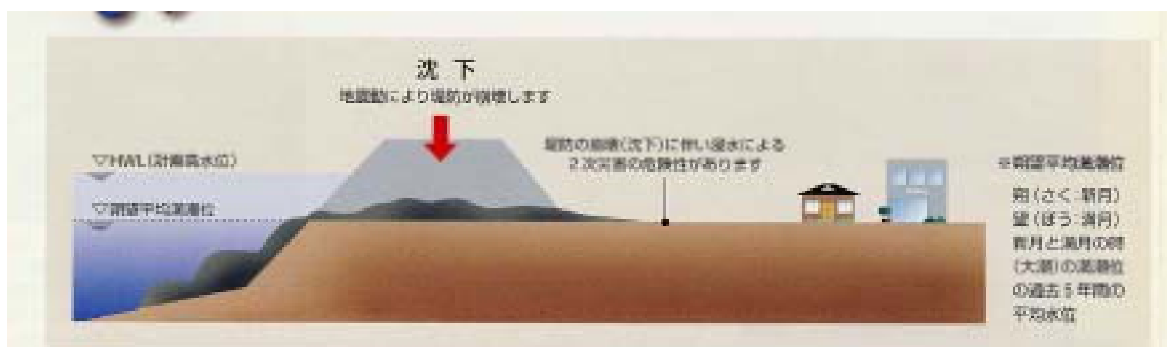 沈下
地震動により堤防が崩壊します
堤防の崩壊(沈下)に伴い浸水による
2次災害の危険性があります
▽HWL(計画高水位)
▽朔望平均満潮位
※朔望平均満潮位
朔(さく:新月)
望(ぼう:満月)
新月と満月の時
(大潮)の満潮位
の過去5年間の
平均水位